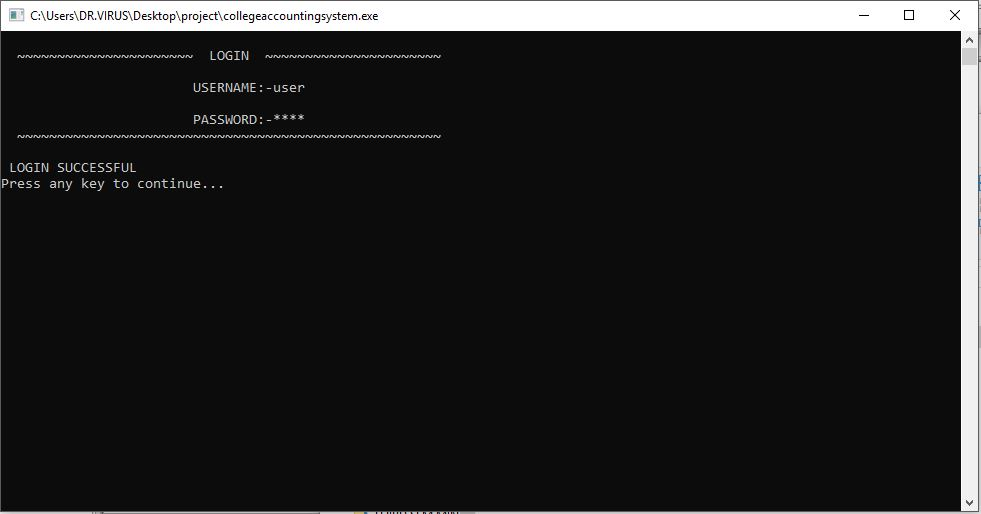 C:\Users\DR.VIRUS\Desktop\project\collegeaccountingsystem.exe
~~~~~~~~~~~~~~~~~~~~~~ LOGIN ~~~~~~~~~~~~~~~~~~~~~~
USERNAME:-user
PASSWORD:-****
~~~~~~~~~~~~~~~~~~~~~~~~~~~~~~~~~~~~~~~~~~~~~~~~~~~~~
LOGIN SUCCESSFUL
Press any key to continue...